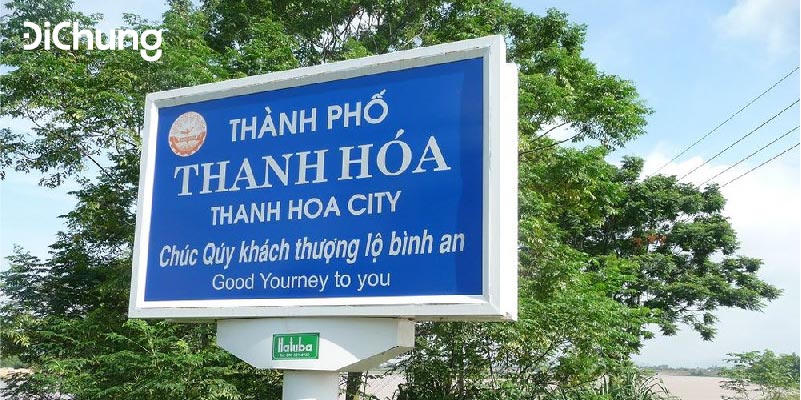 DiChung
THÀNH PHỐ
THANH HÓA
THANH HOA CITY
Chúc Qúy khách thượng lộ bình an
Good Yourney to you
Haluba